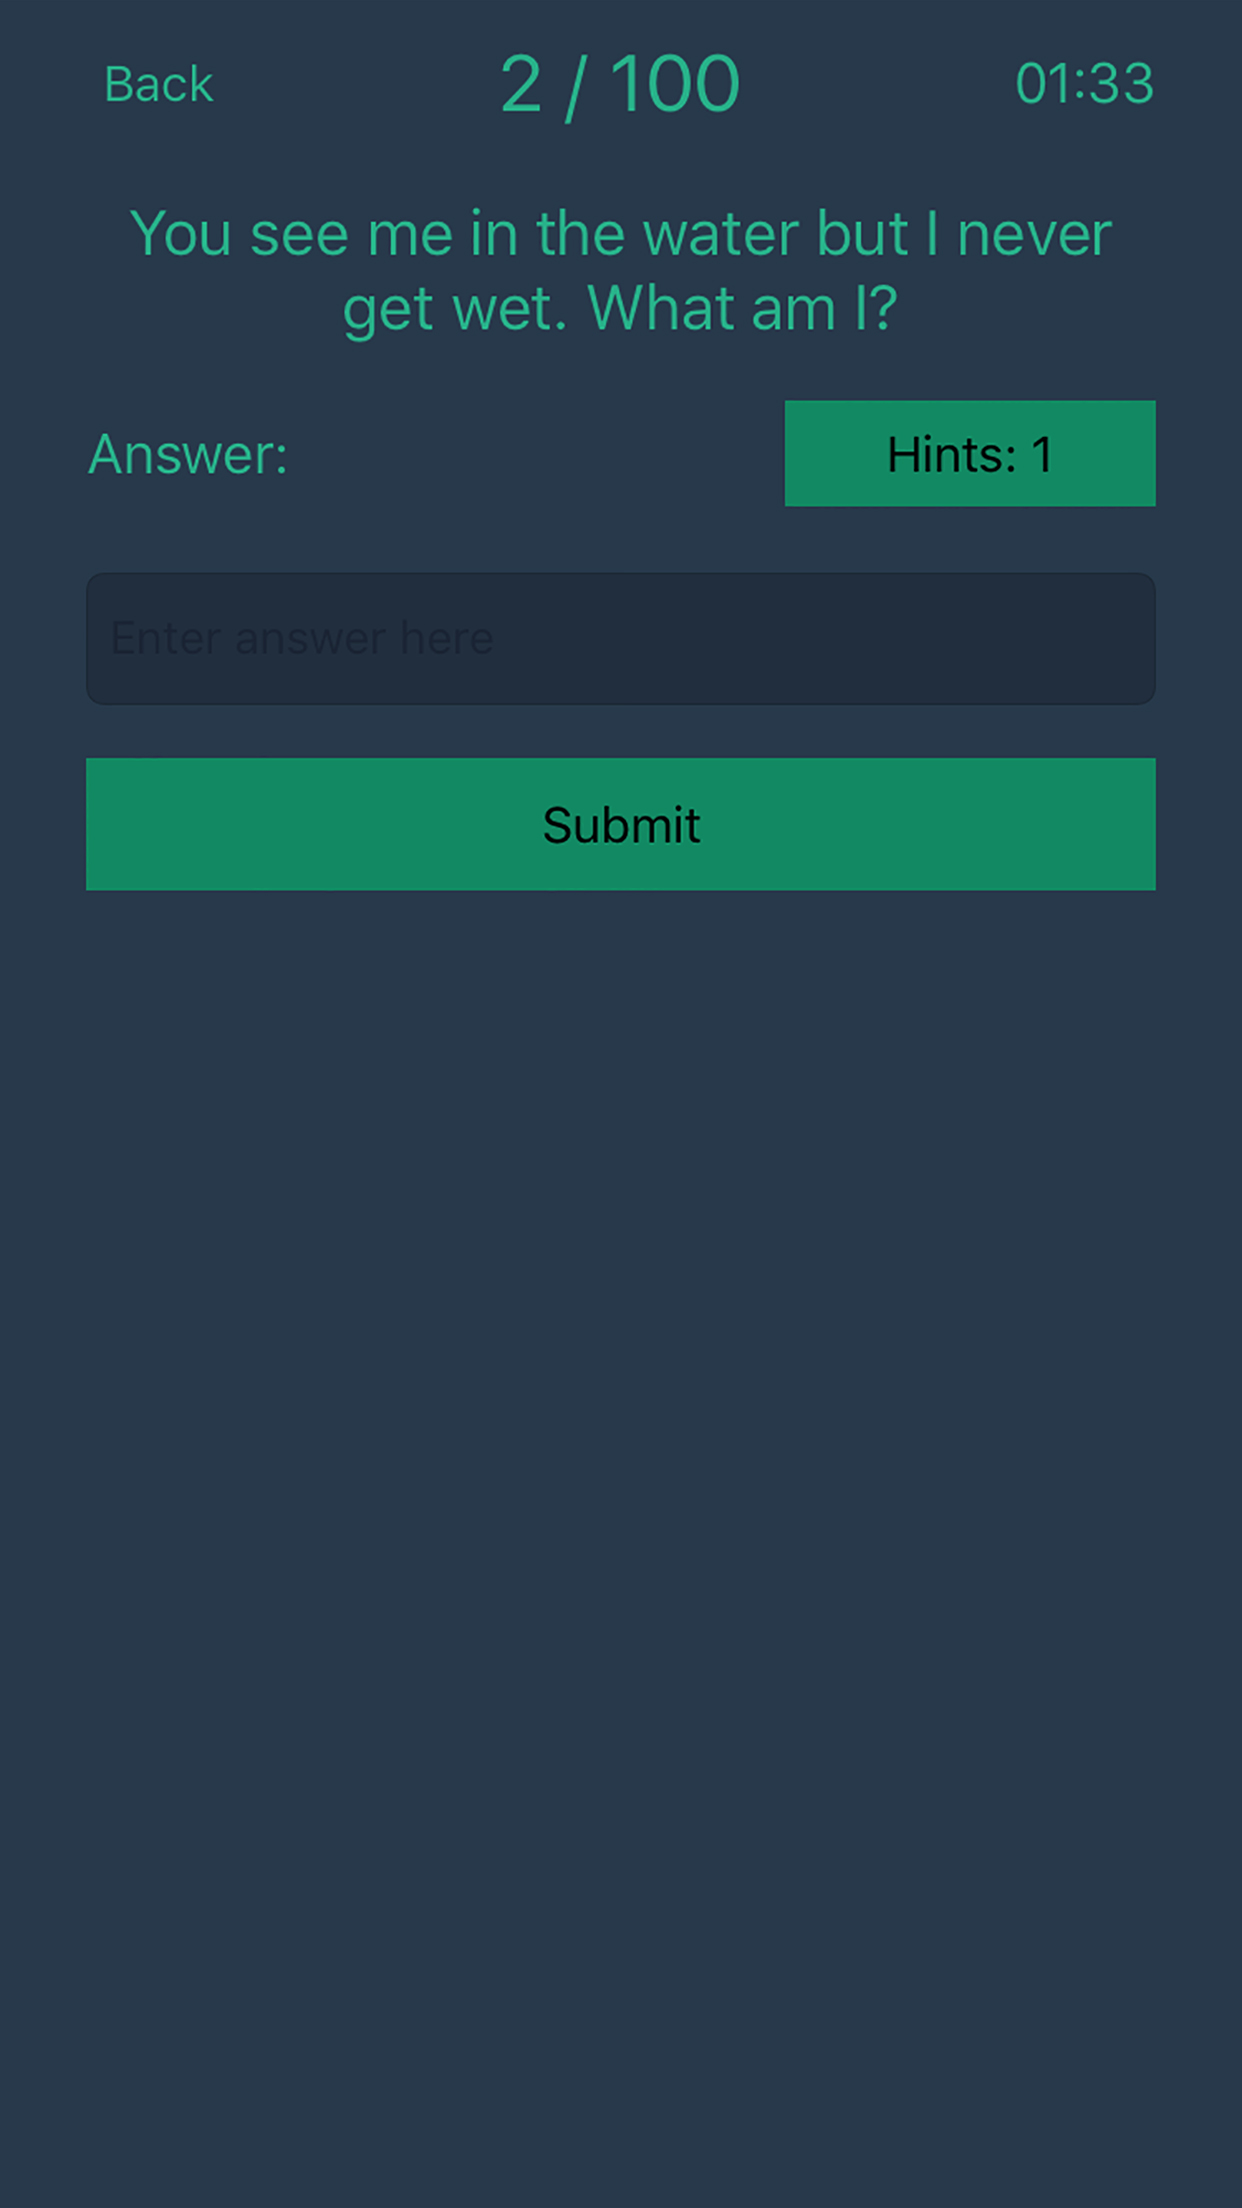 Back
2 / 100
01:33
You see me in the water but I never
get wet. What am I?
Answer:
Hints: 1
Enter answer here
Submit